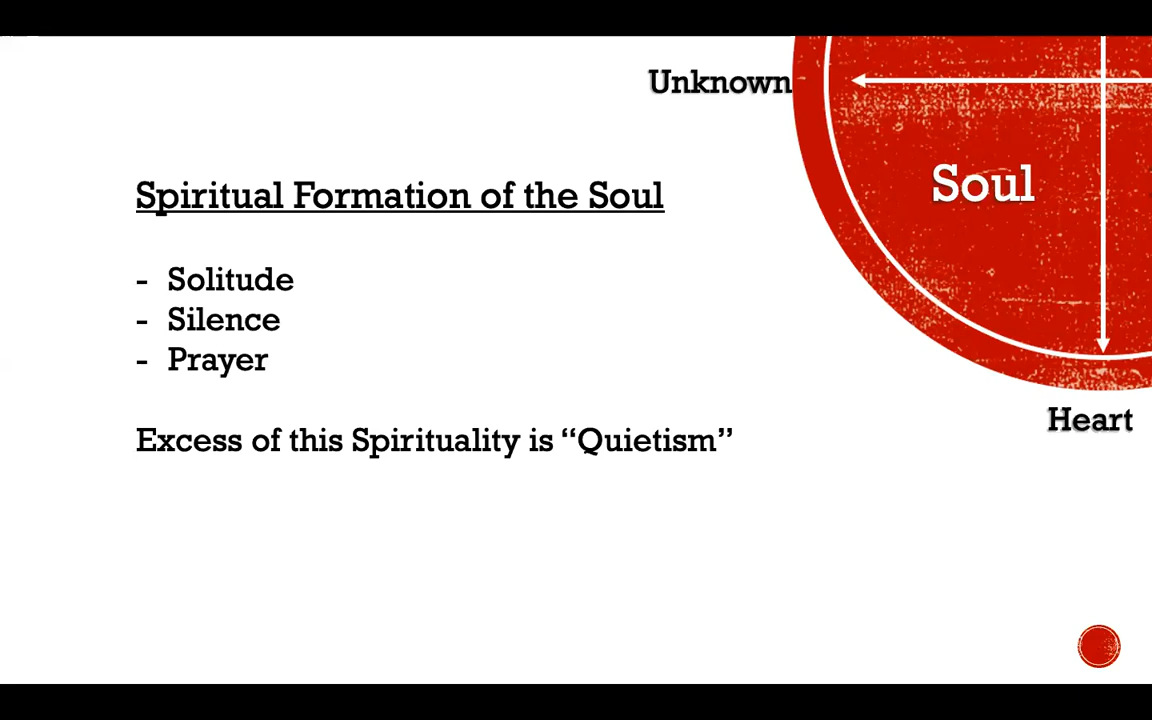 Unknown
Soul
Spiritual Formation of the Soul
- Solitude
- Silence
- Prayer
Heart
Excess of this Spirituality is “Quietism”